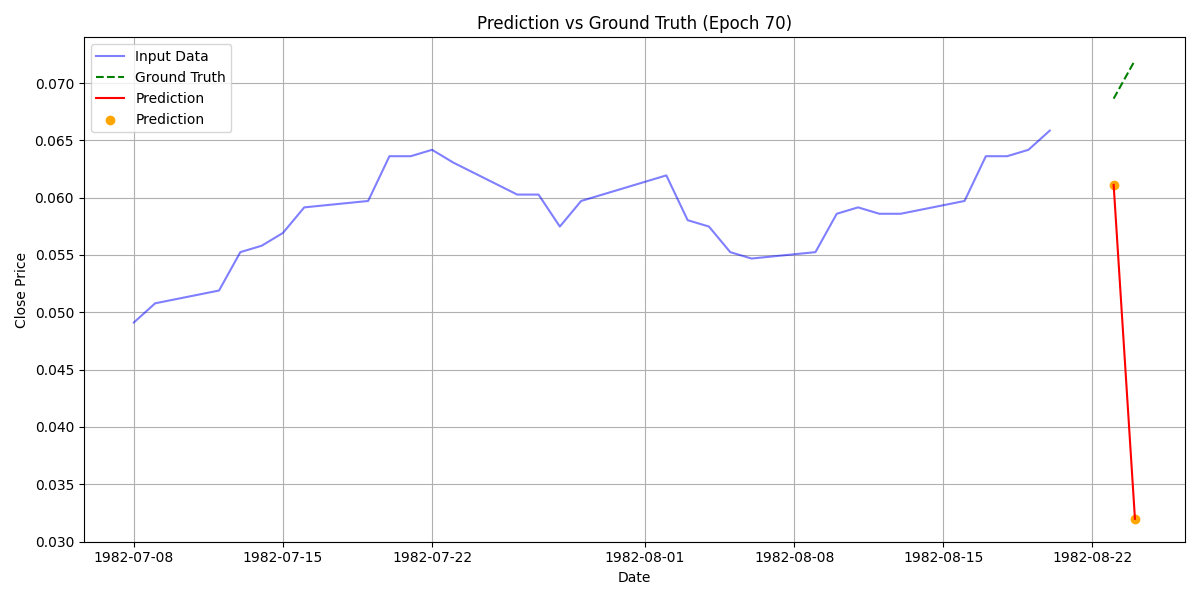 Prediction vs Ground Truth (Epoch 70)
Input Data
Ground Truth
Prediction
Prediction
Close Price
0.070
0.065
0.060
0.055
0.050
0.045
0.040
0.035
0.030
1982-07-08
1982-07-15
1982-07-22
1982-08-01
1982-08-08
1982-08-15
1982-08-22
Date